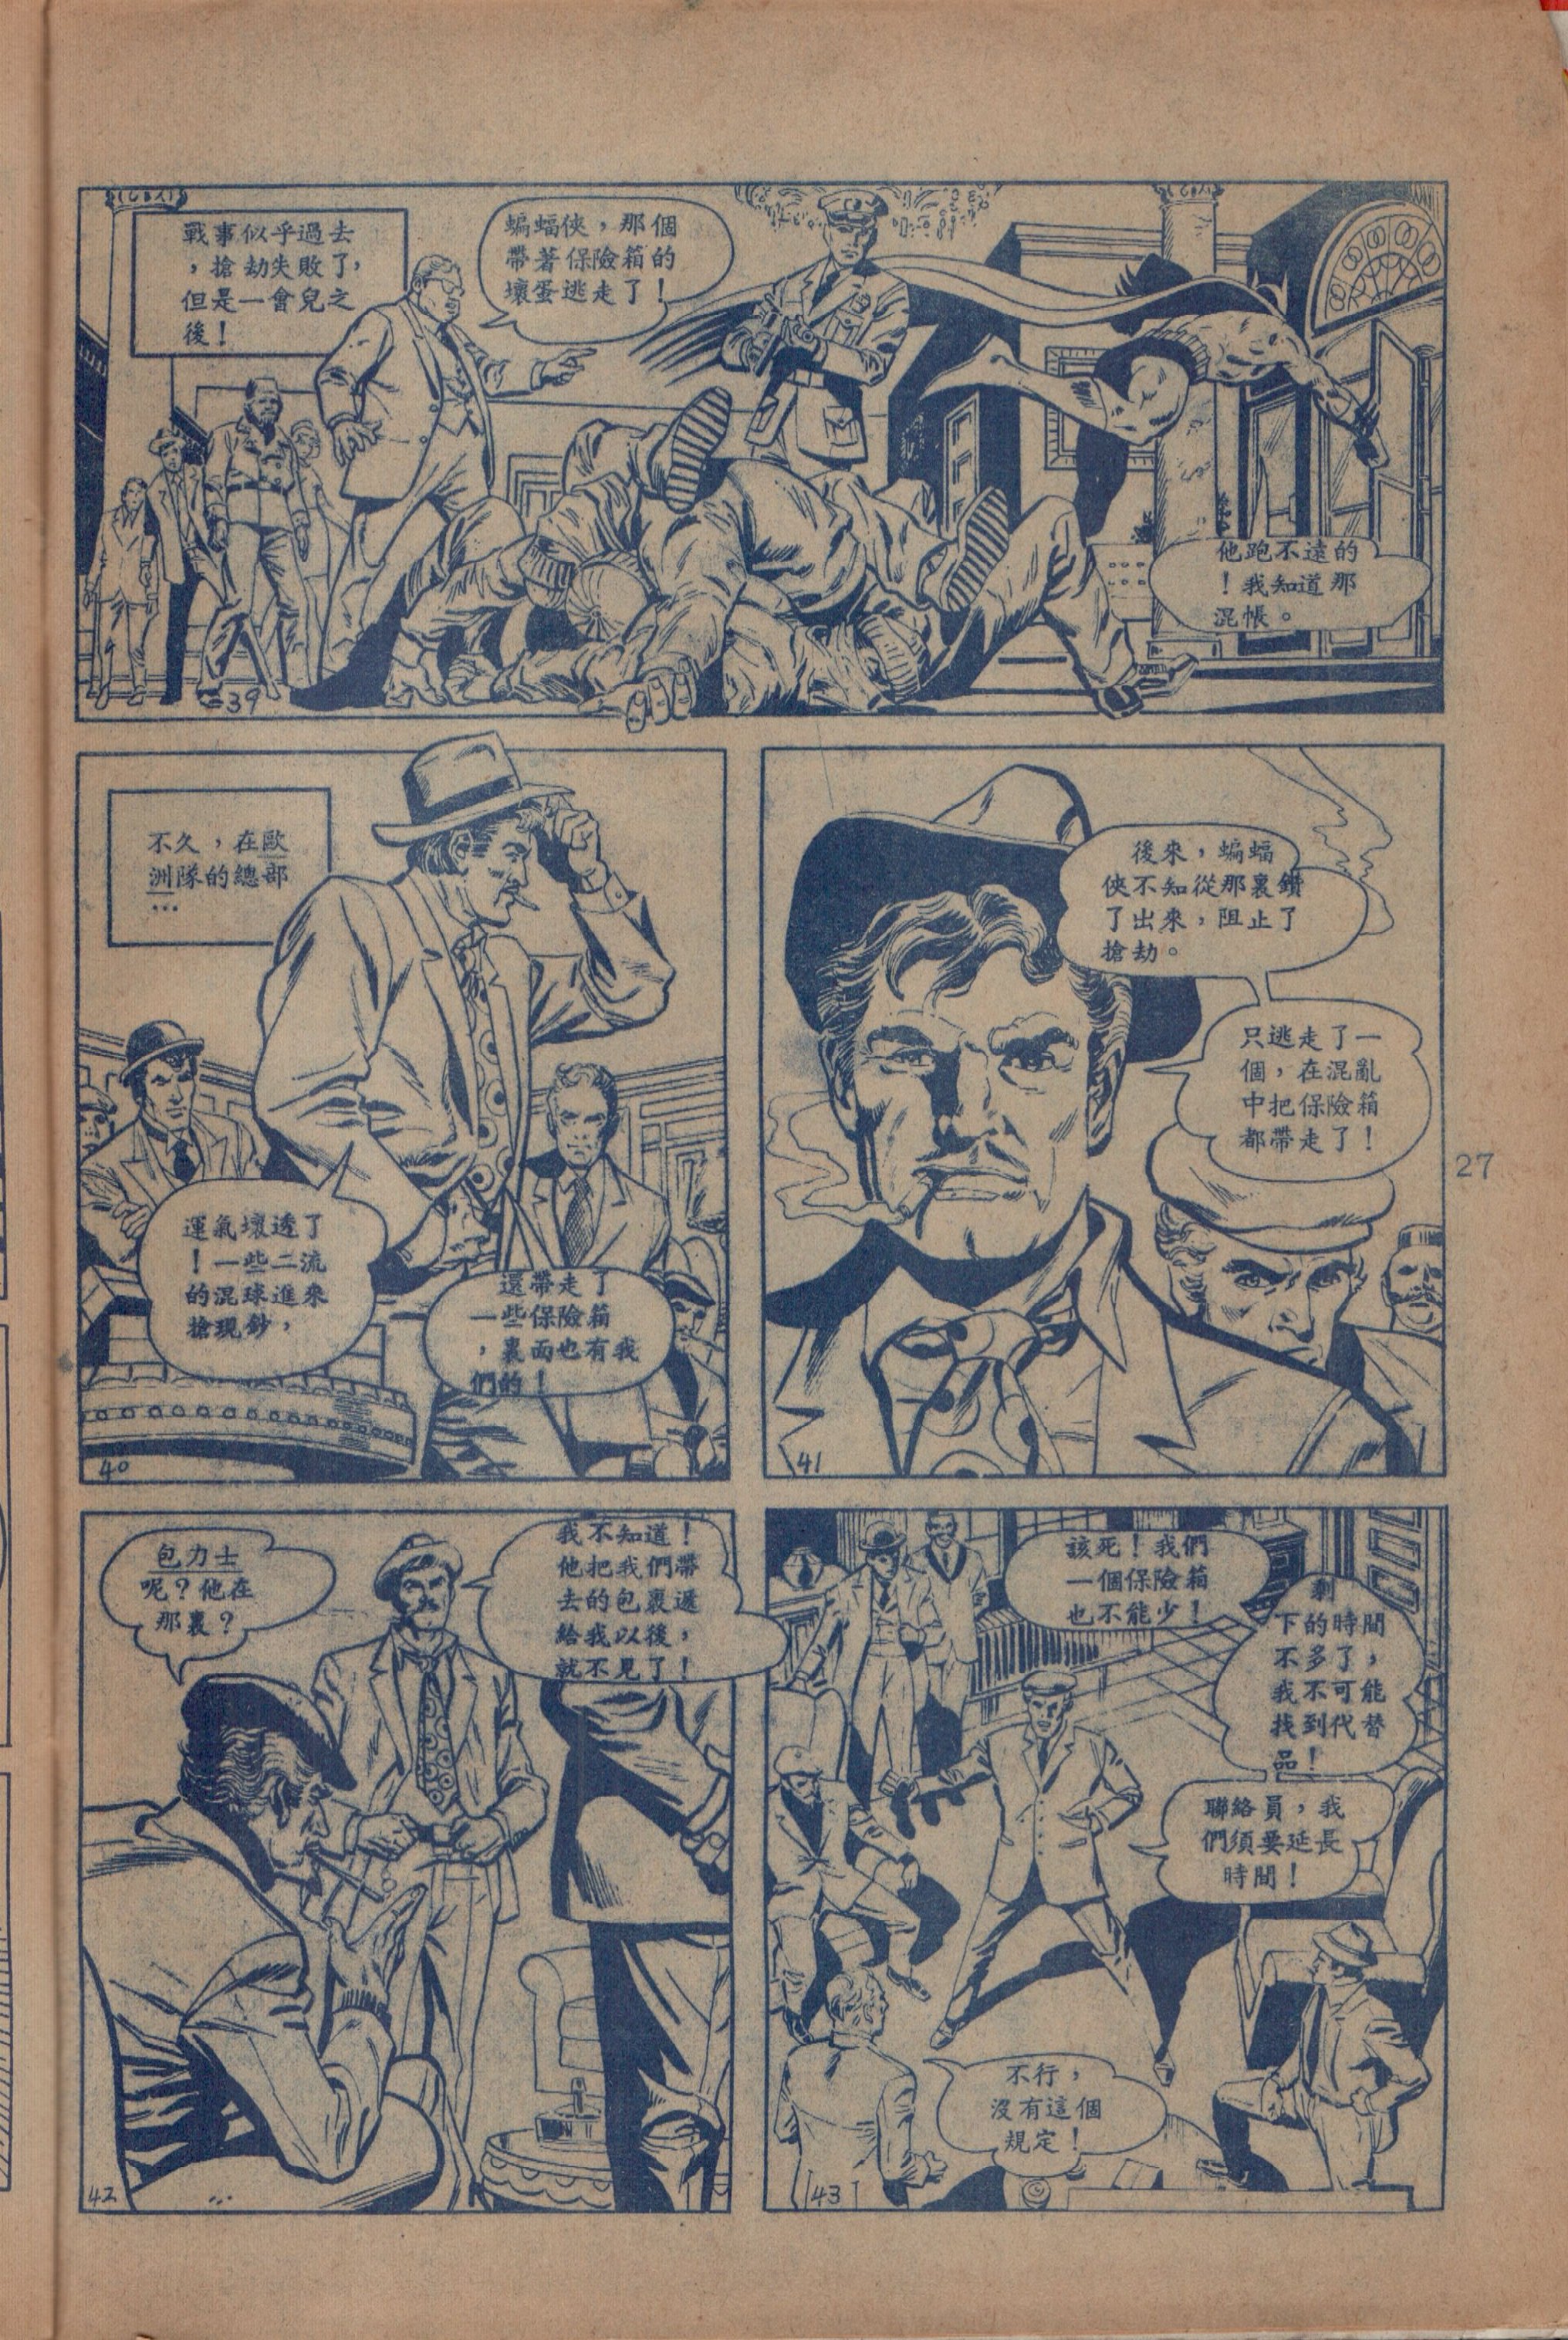 戰事似乎過去
，搶劫失敗了，
但是一會兒之
後！
蝙蝠俠，那個
帶著保險箱的
壞蛋逃走了！
他跑不遠的
！我知道那
混帳。
39
不久，在歐
洲隊的總部
…
運氣壞透了
！一些二流
的混球進來
搶現鈔，
還帶走了
一些保險箱
，裏面也有我
們的！
40
後來，蝙蝠
俠不知從那裏鑽
了出來，阻止了
搶劫。
只逃走了一
個，在混亂
中把保險箱
都帶走了！
41
27
包力士
呢？他在
那裏？
我不知道！
他把我們帶
去的包裹遞
給我以後，
就不見了！
42
該死！我們
一個保險箱
也不能少！
剩
下的時間
不多了，
我不可能
找到代替
品！
聯絡員，我
們須要延長
時間！
不行，
沒有這個
規定！
43